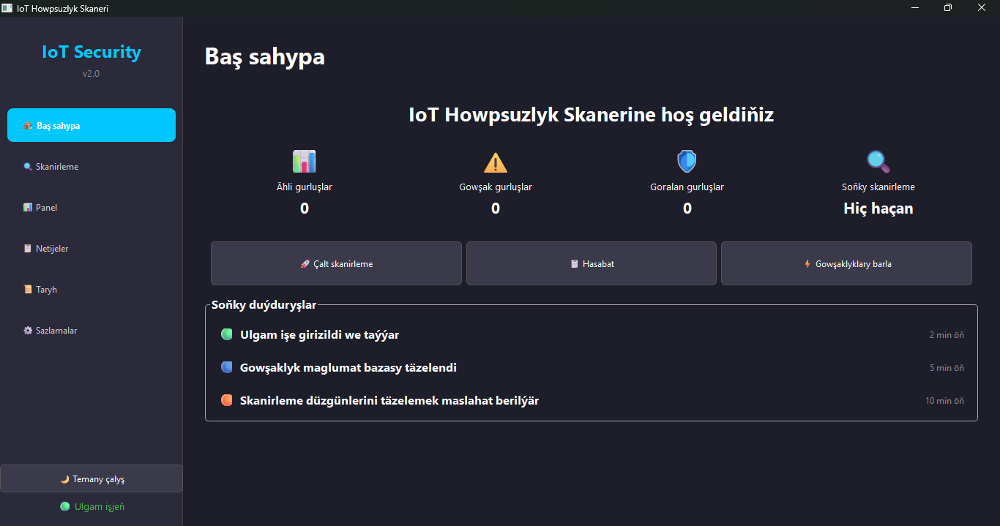 IoT Howpsuzlyk Skaneri
IoT Security
v2.0
Baş sahypa
Skanirleme
Panel
Netijeler
Taryh
Sazlamalar
Temany çalyş
Ulgam işjeň
Baş sahypa
IoT Howpsuzlyk Skanerine hoş geldiňiz
Ähli gurluşlar
0
Gowşak gurluşlar
0
Goralan gurluşlar
0
Soňky skanirleme
Hiç haçan
Çalt skanirleme
Hasabat
Gowşaklyklary barla
Soňky duýduryşlar
Ulgam işe girizildi we taýýar
2 min öň
Gowşaklyk maglumat bazasy täzelendi
5 min öň
Skanirleme düzgünlerini täzelemek maslahat berilýär
10 min öň